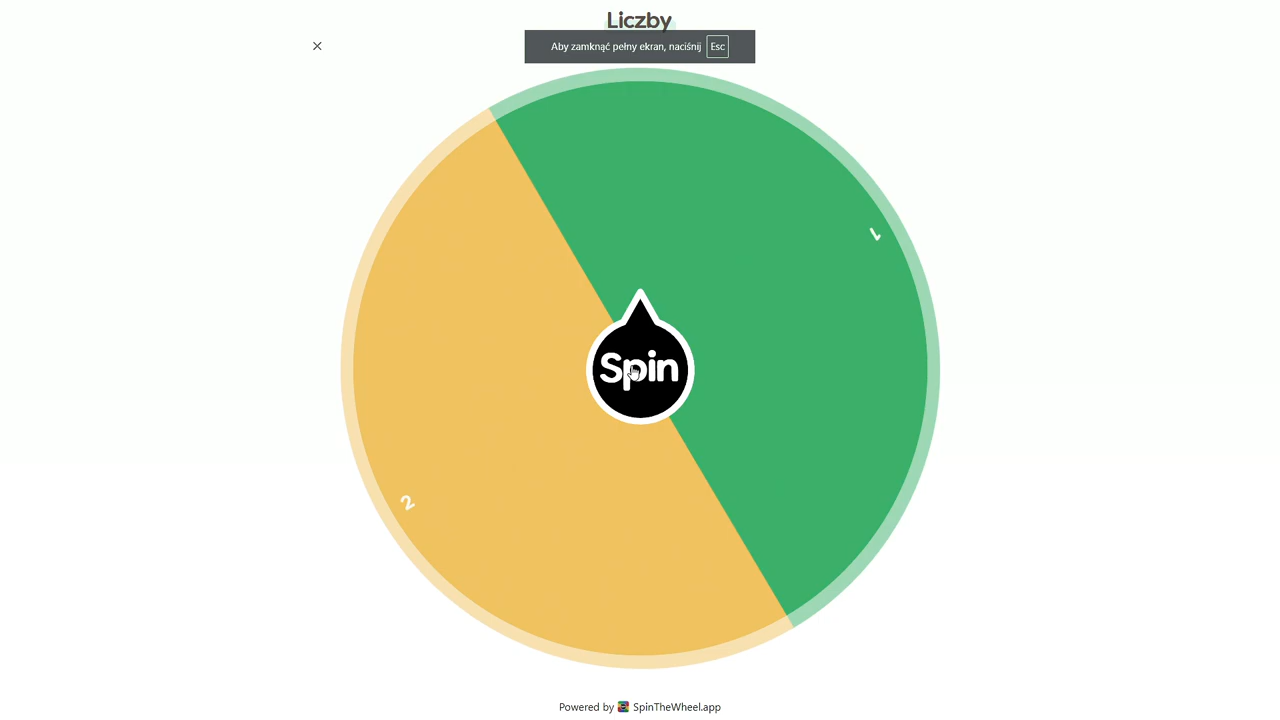 Liczby
Aby zamknąć pełny ekran, naciśnij Esc
1
Spin
2
Powered by SpinTheWheel.app